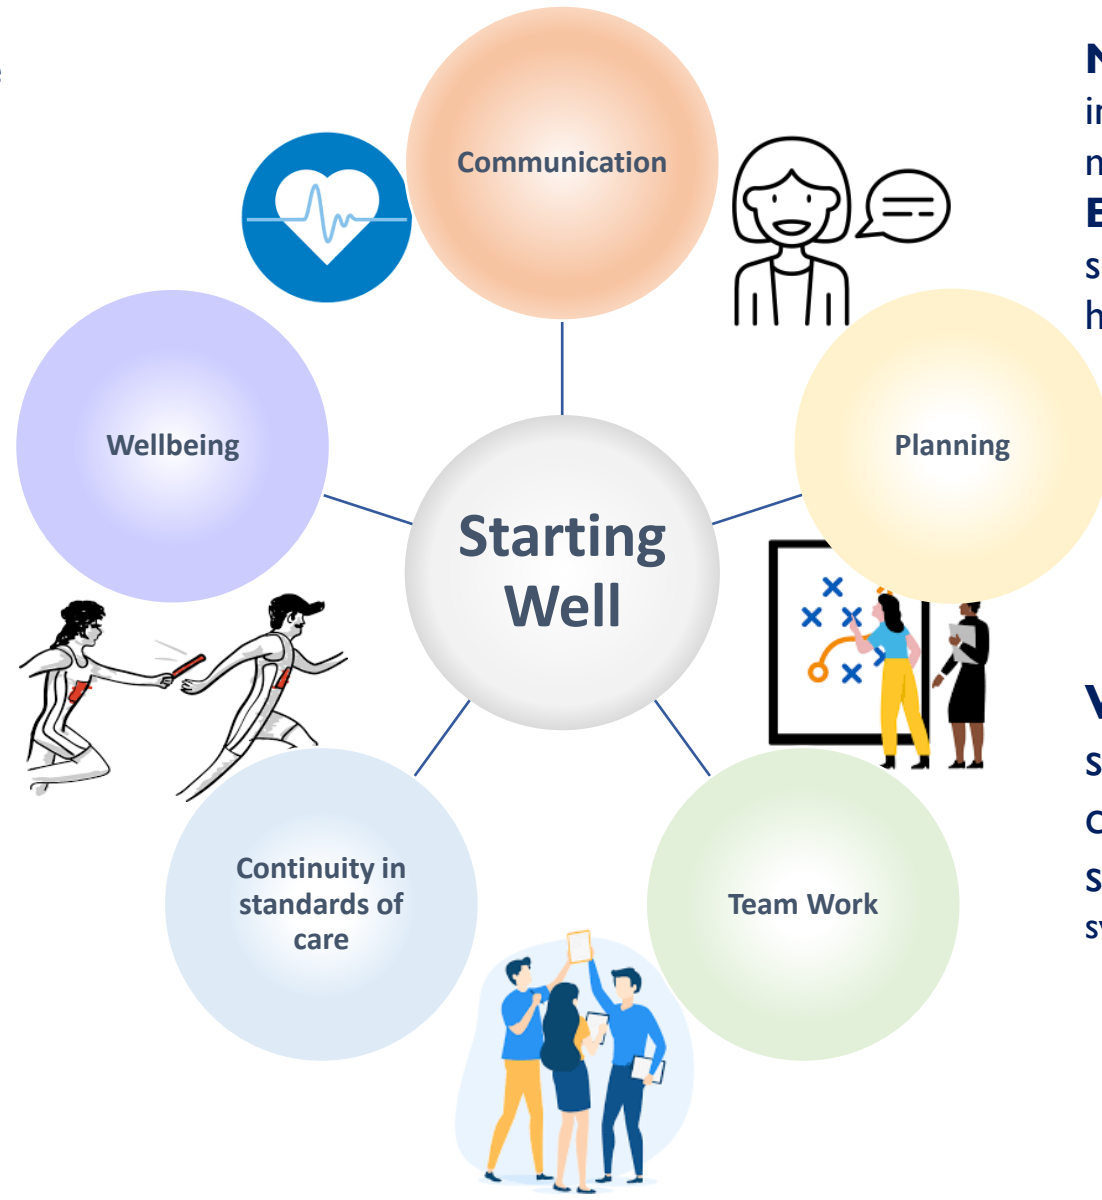 Communication
Wellbeing
Planning
Starting
Well
Continuity in
standards of
care
Team Work